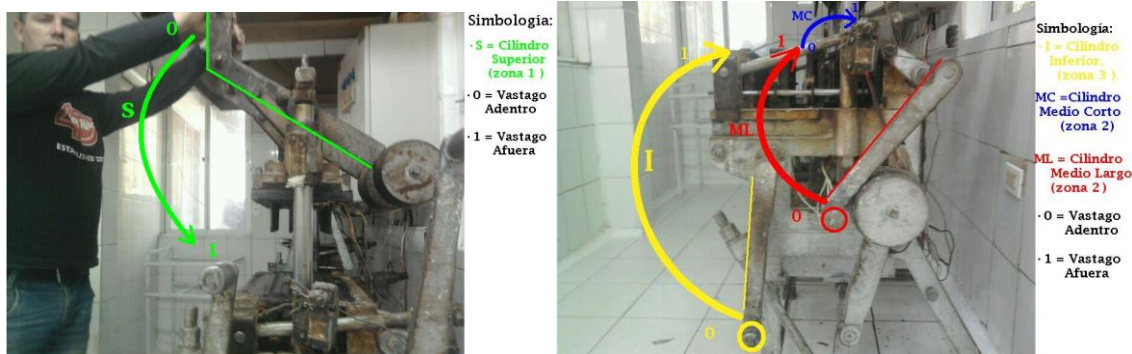 0
S
1
Simbología:
· S = Cilindro
Superior
(zona 1 )
· 0 = Vastago
Adentro
· 1 = Vastago
Afuera
MC
1
0
I
1
MI
I
0
0
Simbología:
· I = Cilindro
Inferior.
(zona 3 )
MC =Cilindro
Medio Corto
(zona 2)
ML = Cilindro
Medio Largo
(zona 2 )
· 0 = Vastago
Adentro
· 1 = Vastago
Afuera